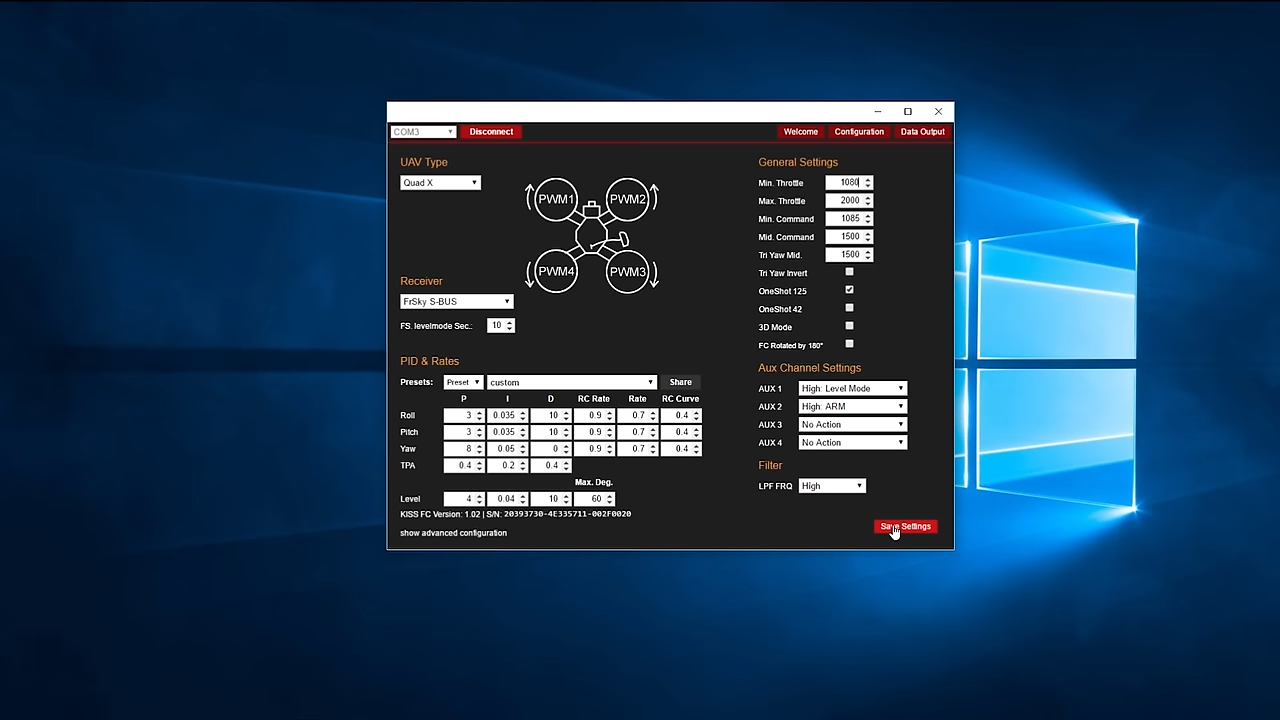 COM3 Disconnect Welcome Configuration Data Output
UAV Type
Quad X
PWM1 PWM2
PWM4 PWM3
Receiver
FrSky S-BUS
FS. levelmode Sec.: 10
PID & Rates
Presets: Preset custom Share
P I D RC Rate Rate RC Curve
Roll 3 0.035 10 0.9 0.7 0.4
Pitch 3 0.035 10 0.9 0.7 0.4
Yaw 8 0.05 0 0.9 0.7 0.4
TPA 0.4 0.2 0.4
Max. Deg.
Level 4 0.04 10 60
KISS FC Version: 1.02 | S/N: 20393730-4E335711-002F0020
show advanced configuration
General Settings
Min. Throttle 1080
Max. Throttle 2000
Min. Command 1085
Mid. Command 1500
Tri Yaw Mid. 1500
Tri Yaw Invert
OneShot 125
OneShot 42
3D Mode
FC Rotated by 180°
Aux Channel Settings
AUX 1 High: Level Mode
AUX 2 High: ARM
AUX 3 No Action
AUX 4 No Action
Filter
LPF FRQ High
Save Settings